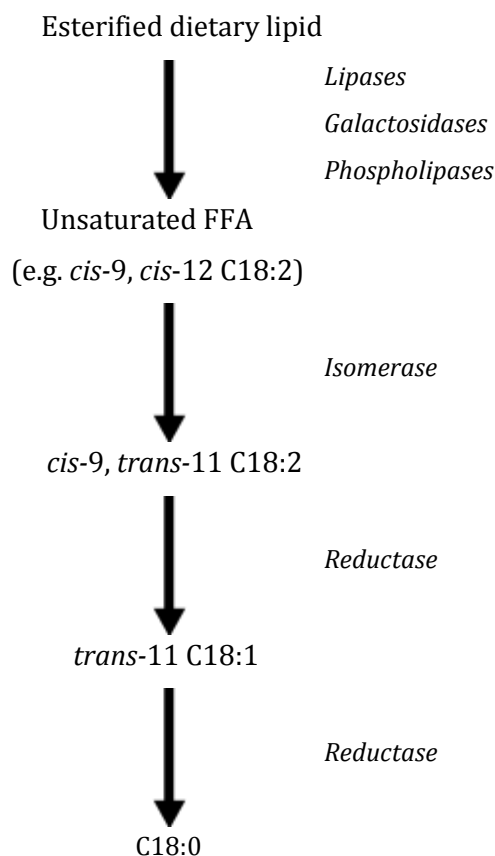 Esterified dietary lipid
Lipases
Galactosidases
Phospholipases
Unsaturated FFA
(e.g. cis-9, cis-12 C18:2)
Isomerase
cis-9, trans-11 C18:2
Reductase
trans-11 C18:1
Reductase
C18:0